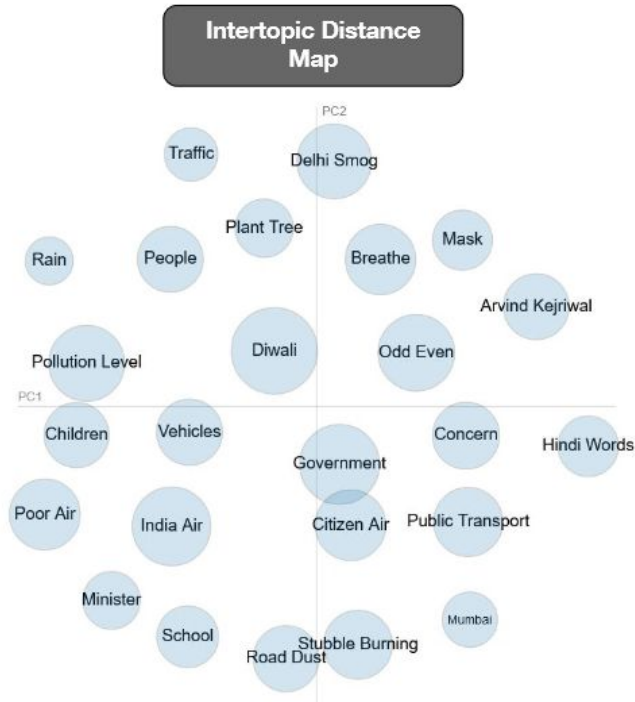 Intertopic Distance
Map
PC2
Traffic
Delhi Smog
Plant Tree
Mask
Rain
People
Breathe
Arvind Kejriwal
Diwali
Odd Even
Pollution Level
PC1
Children
Vehicles
Concern
Hindi Words
Government
Poor Air
India Air
Citizen Air
Public Transport
Minister
Mumbai
School
Stubble Burning
Road Dust